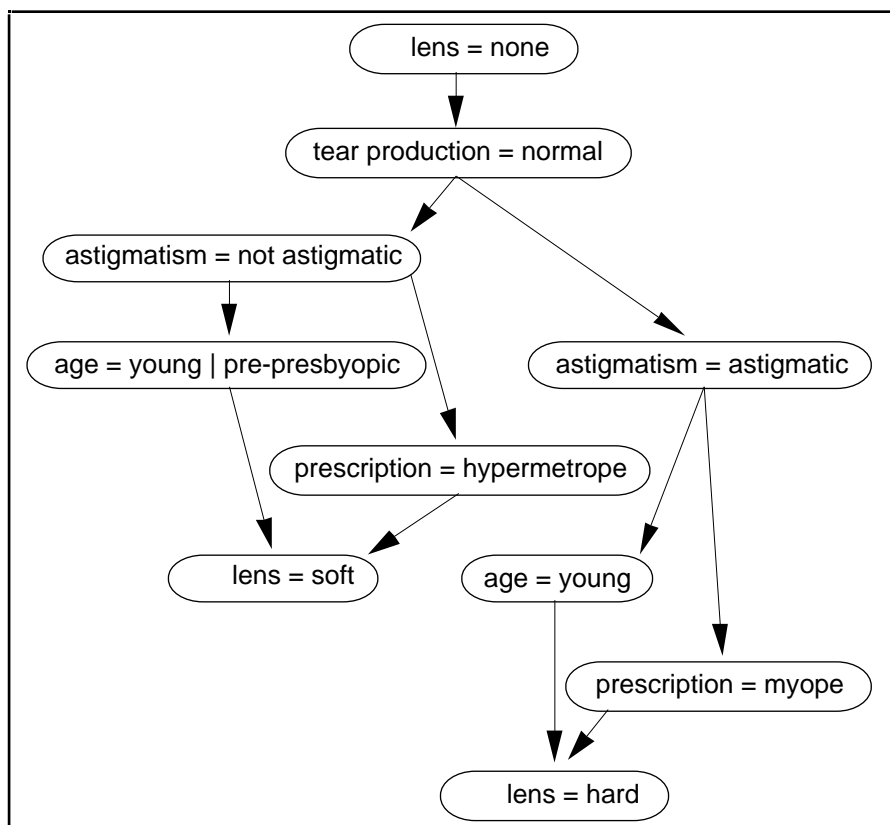 lens = none
tear production = normal
astigmatism = not astigmatic
age = young | pre-presbyopic
astigmatism = astigmatic
prescription = hypermetrope
lens = soft
age = young
prescription = myope
lens = hard